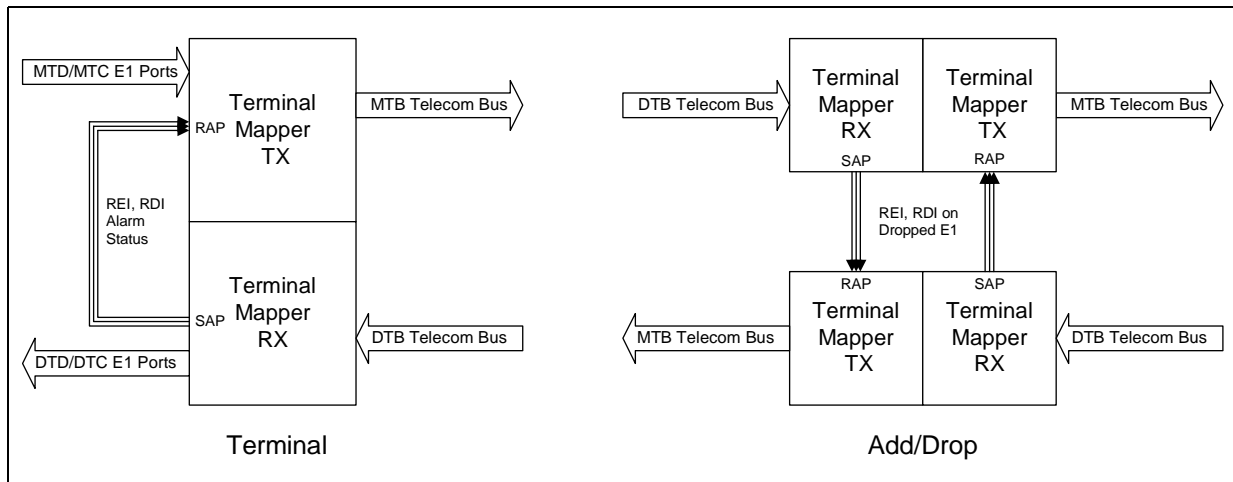 MTD/MTC E1 Ports
Terminal
Mapper
TX
MTB Telecom Bus
RAP
REI, RDI
Alarm
Status
Terminal
Mapper
RX
SAP
DTB Telecom Bus
DTD/DTC E1 Ports
Terminal
DTB Telecom Bus
Terminal
Mapper
RX
SAP
Terminal
Mapper
TX
RAP
MTB Telecom Bus
REI, RDI on
Dropped E1
MTB Telecom Bus
RAP
Terminal
Mapper
TX
SAP
Terminal
Mapper
RX
DTB Telecom Bus
Add/Drop